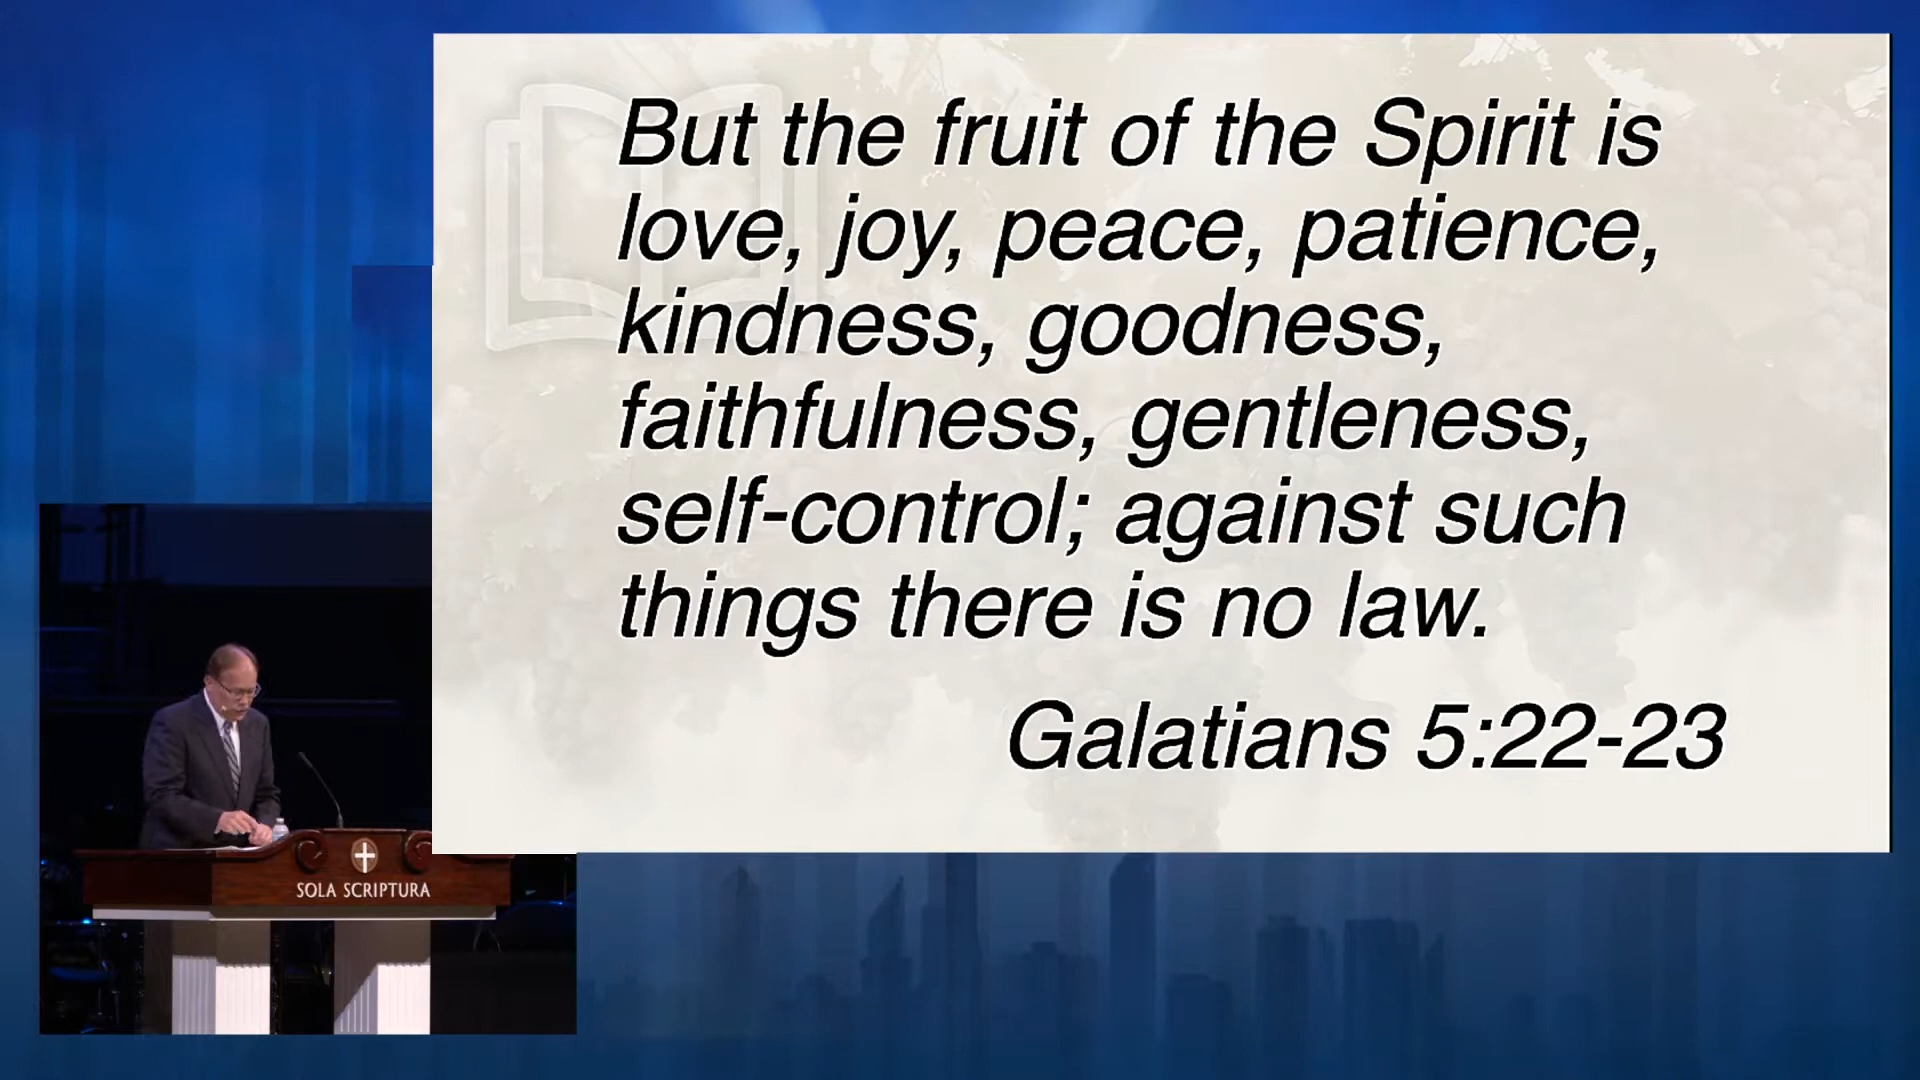 But the fruit of the Spirit is
love, joy, peace, patience,
kindness, goodness,
faithfulness, gentleness,
self-control; against such
things there is no law.
Galatians 5:22-23
SOLA SCRIPTURA